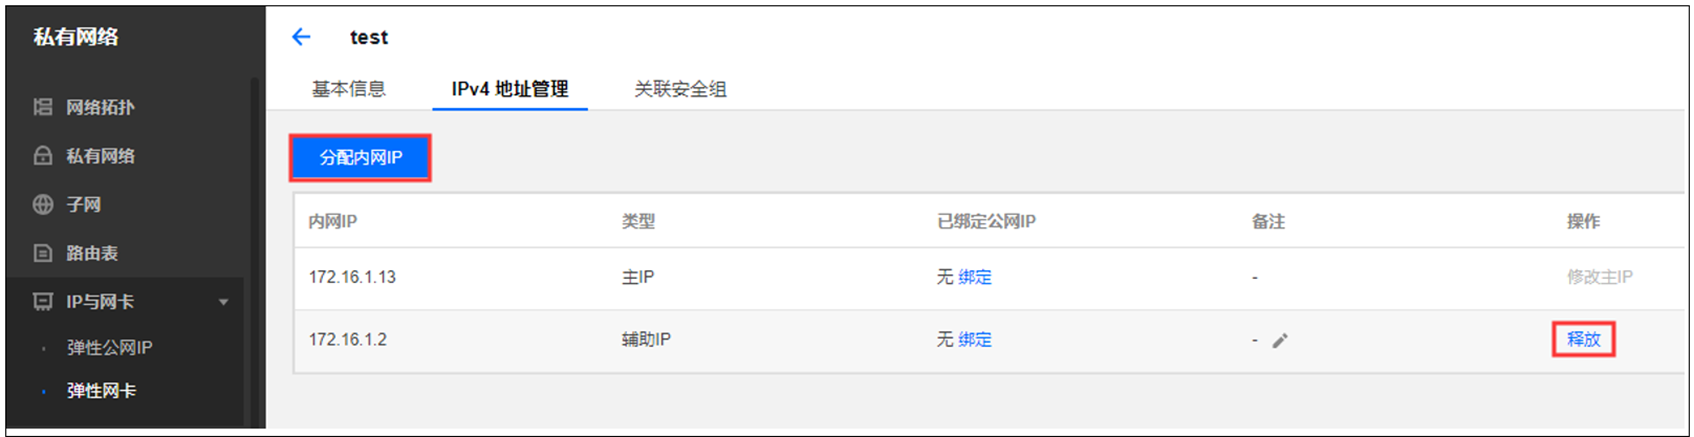 私有网络
网络拓扑
私有网络
子网
路由表
IP与网卡
弹性公网IP
弹性网卡
test
基本信息 IPv4 地址管理 关联安全组
分配内网IP
内网IP 类型 已绑定公网IP 备注 操作
172.16.1.13 主IP 无 绑定 - 修改主IP
172.16.1.2 辅助IP 无 绑定 - 释放